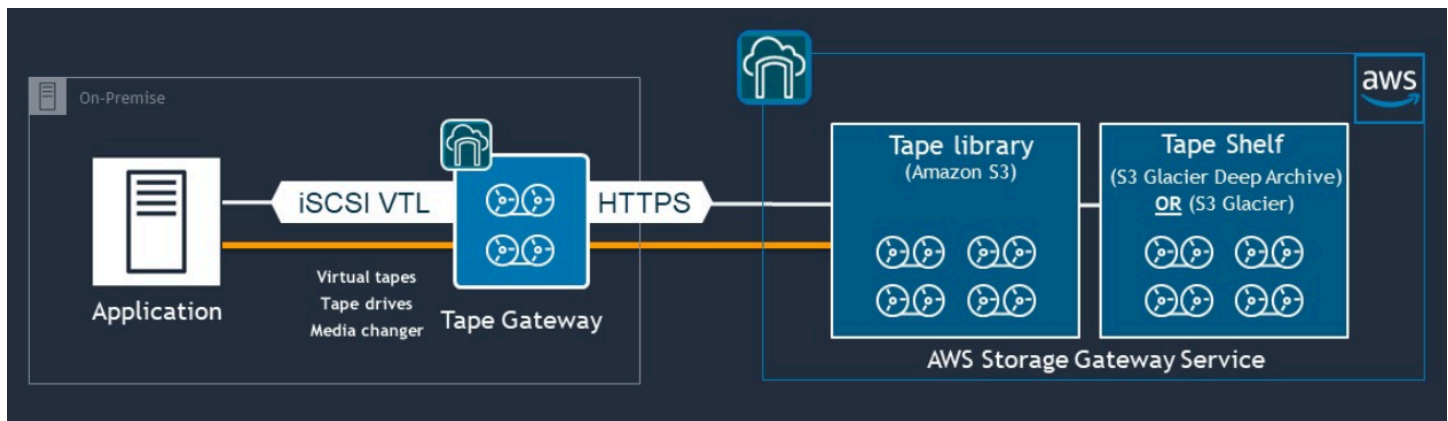 On-Premise
Application
iSCSI VTL
Virtual tapes
Tape drives
Media changer
Tape Gateway
HTTPS
aws
Tape library
(Amazon S3)
Tape Shelf
(S3 Glacier Deep Archive)
OR (S3 Glacier)
AWS Storage Gateway Service